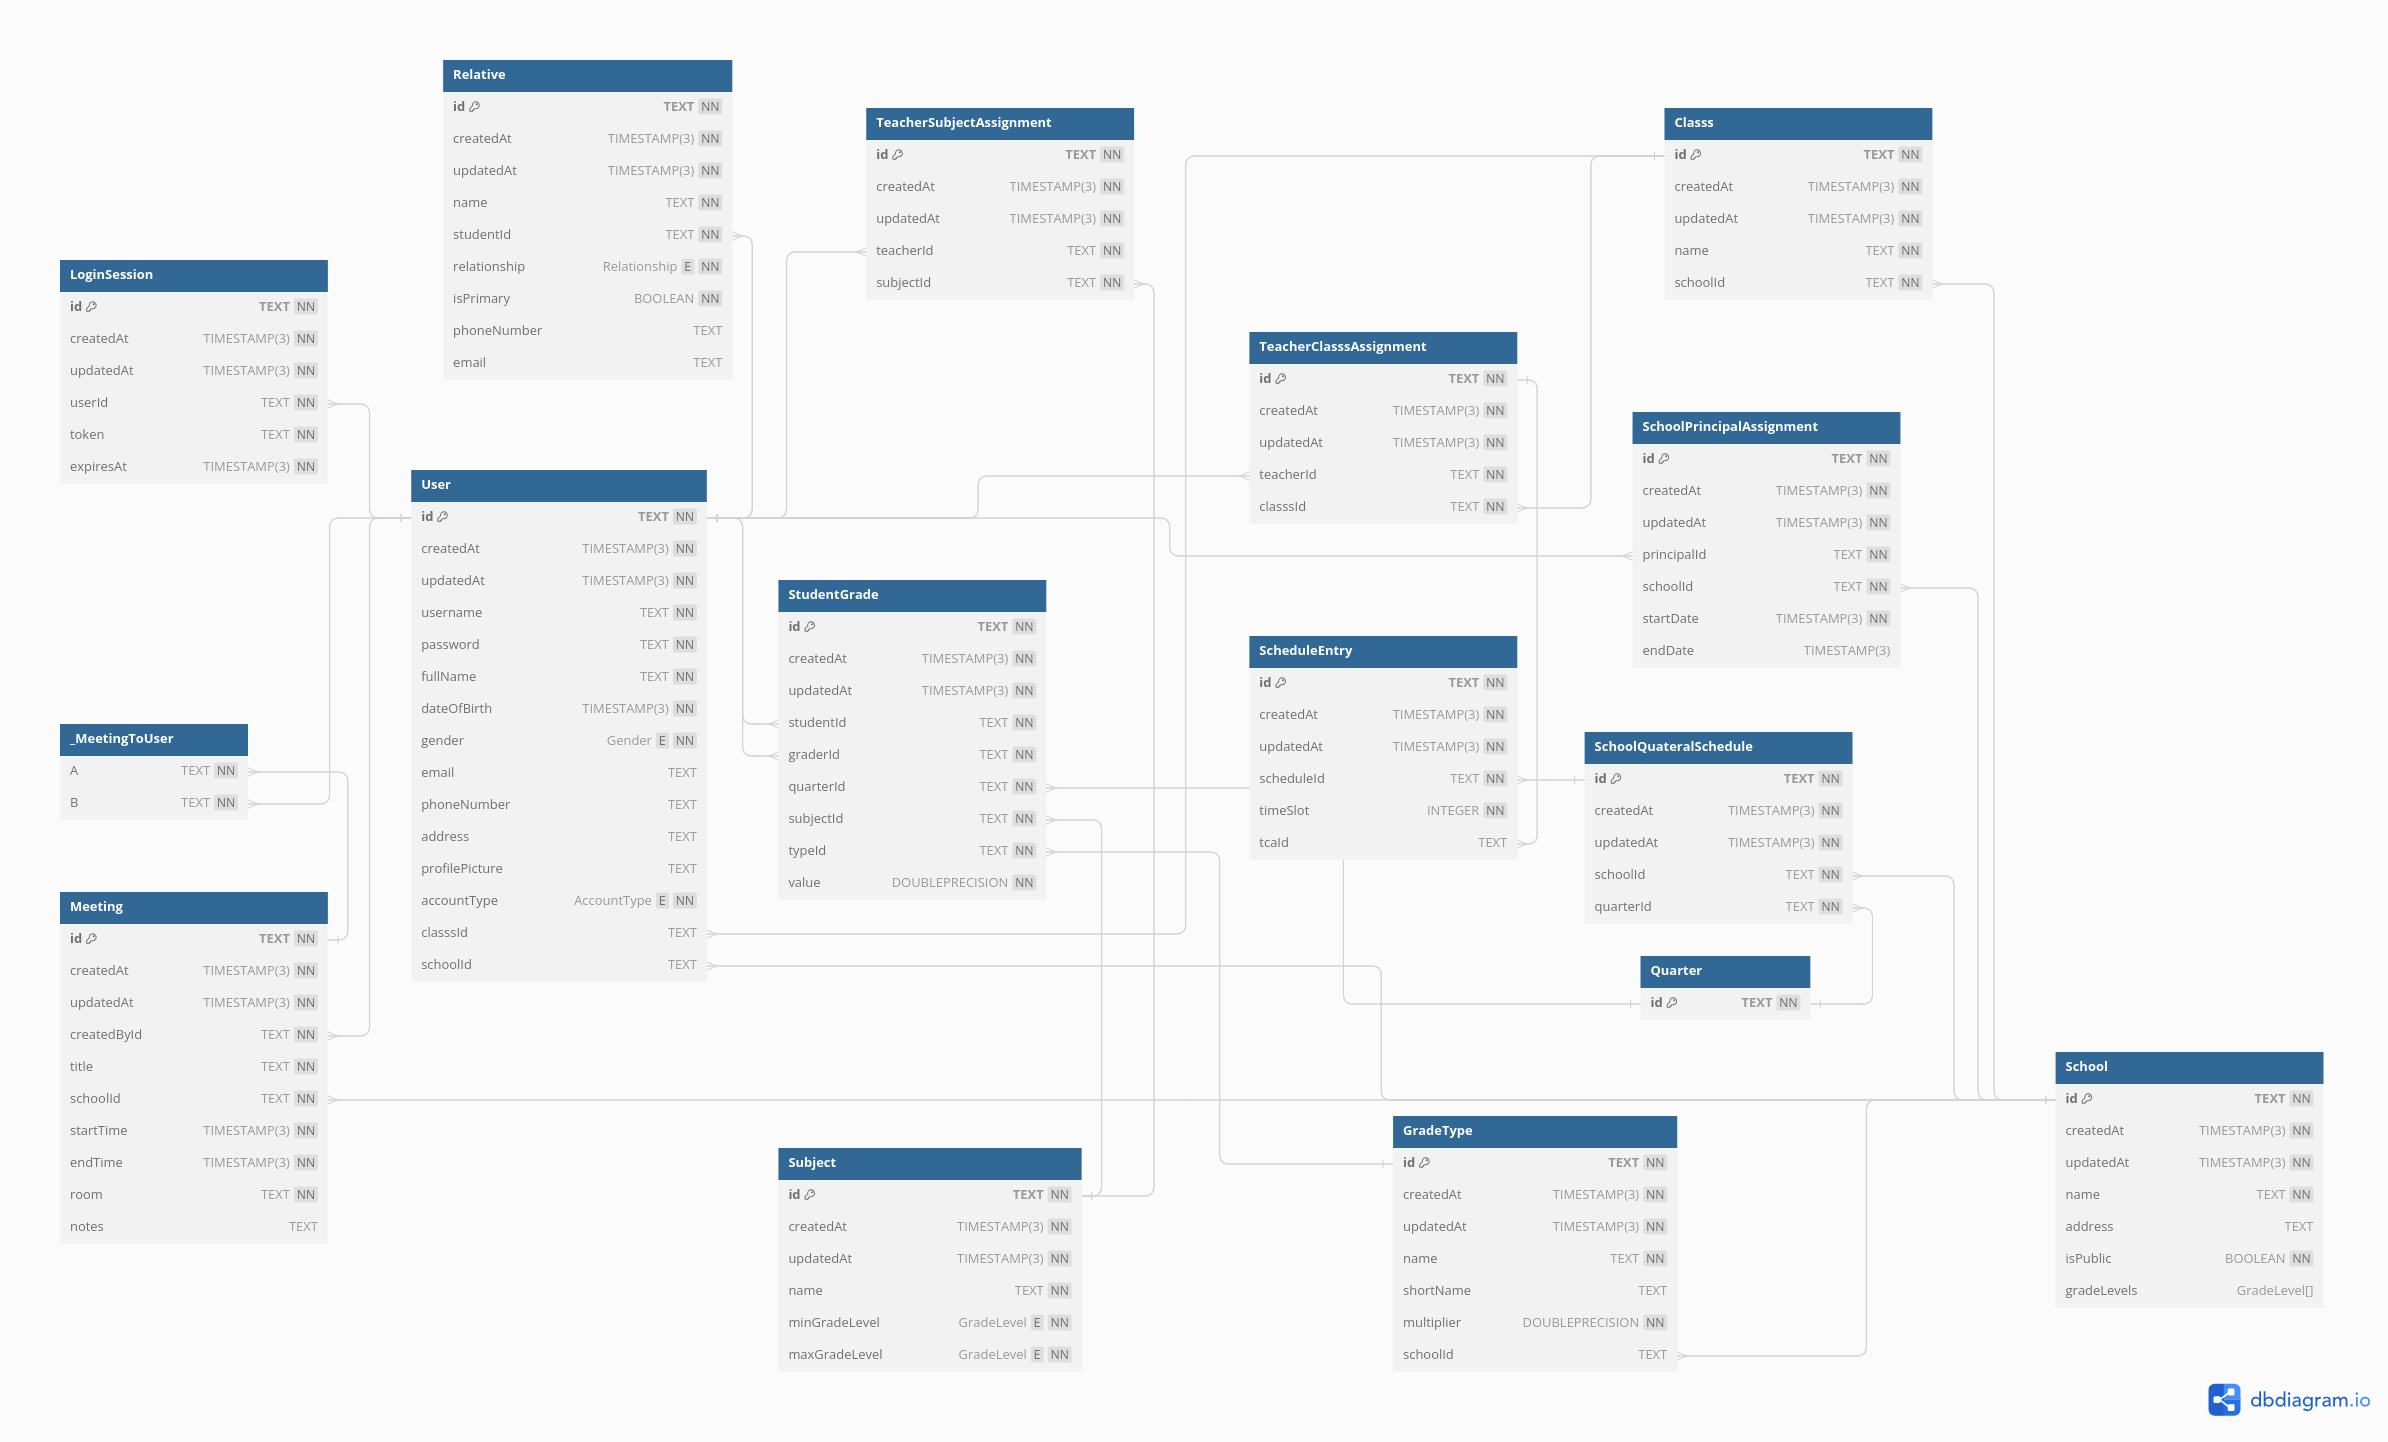 Relative
id TEXT NN
createdAt TIMESTAMP(3) NN
updatedAt TIMESTAMP(3) NN
name TEXT NN
studentId TEXT NN
relationship Relationship E NN
isPrimary BOOLEAN NN
phoneNumber TEXT
email TEXT
TeacherSubjectAssignment
id TEXT NN
createdAt TIMESTAMP(3) NN
updatedAt TIMESTAMP(3) NN
teacherId TEXT NN
subjectId TEXT NN
Classs
id TEXT NN
createdAt TIMESTAMP(3) NN
updatedAt TIMESTAMP(3) NN
name TEXT NN
schoolId TEXT NN
LoginSession
id TEXT NN
createdAt TIMESTAMP(3) NN
updatedAt TIMESTAMP(3) NN
userId TEXT NN
token TEXT NN
expiresAt TIMESTAMP(3) NN
TeacherClasssAssignment
id TEXT NN
createdAt TIMESTAMP(3) NN
updatedAt TIMESTAMP(3) NN
teacherId TEXT NN
classsId TEXT NN
SchoolPrincipalAssignment
id TEXT NN
createdAt TIMESTAMP(3) NN
updatedAt TIMESTAMP(3) NN
principalId TEXT NN
schoolId TEXT NN
startDate TIMESTAMP(3) NN
endDate TIMESTAMP(3)
User
id TEXT NN
createdAt TIMESTAMP(3) NN
updatedAt TIMESTAMP(3) NN
username TEXT NN
password TEXT NN
fullName TEXT NN
dateOfBirth TIMESTAMP(3) NN
gender Gender E NN
email TEXT
phoneNumber TEXT
address TEXT
profilePicture TEXT
accountType AccountType E NN
classsId TEXT
schoolId TEXT
StudentGrade
id TEXT NN
createdAt TIMESTAMP(3) NN
updatedAt TIMESTAMP(3) NN
studentId TEXT NN
graderId TEXT NN
quarterId TEXT NN
subjectId TEXT NN
typeId TEXT NN
value DOUBLEPRECISION NN
ScheduleEntry
id TEXT NN
createdAt TIMESTAMP(3) NN
updatedAt TIMESTAMP(3) NN
scheduleId TEXT NN
timeSlot INTEGER NN
tcaId TEXT
_MeetingToUser
A TEXT NN
B TEXT NN
SchoolQuateralSchedule
id TEXT NN
createdAt TIMESTAMP(3) NN
updatedAt TIMESTAMP(3) NN
schoolId TEXT NN
quarterId TEXT NN
Meeting
id TEXT NN
createdAt TIMESTAMP(3) NN
updatedAt TIMESTAMP(3) NN
createdById TEXT NN
title TEXT NN
schoolId TEXT NN
startTime TIMESTAMP(3) NN
endTime TIMESTAMP(3) NN
room TEXT NN
notes TEXT
Quarter
id TEXT NN
Subject
id TEXT NN
createdAt TIMESTAMP(3) NN
updatedAt TIMESTAMP(3) NN
name TEXT NN
minGradeLevel GradeLevel E NN
maxGradeLevel GradeLevel E NN
GradeType
id TEXT NN
createdAt TIMESTAMP(3) NN
updatedAt TIMESTAMP(3) NN
name TEXT NN
shortName TEXT
multiplier DOUBLEPRECISION NN
schoolId TEXT
School
id TEXT NN
createdAt TIMESTAMP(3) NN
updatedAt TIMESTAMP(3) NN
name TEXT NN
address TEXT
isPublic BOOLEAN NN
gradeLevels GradeLevel[]
dbdiagram.io